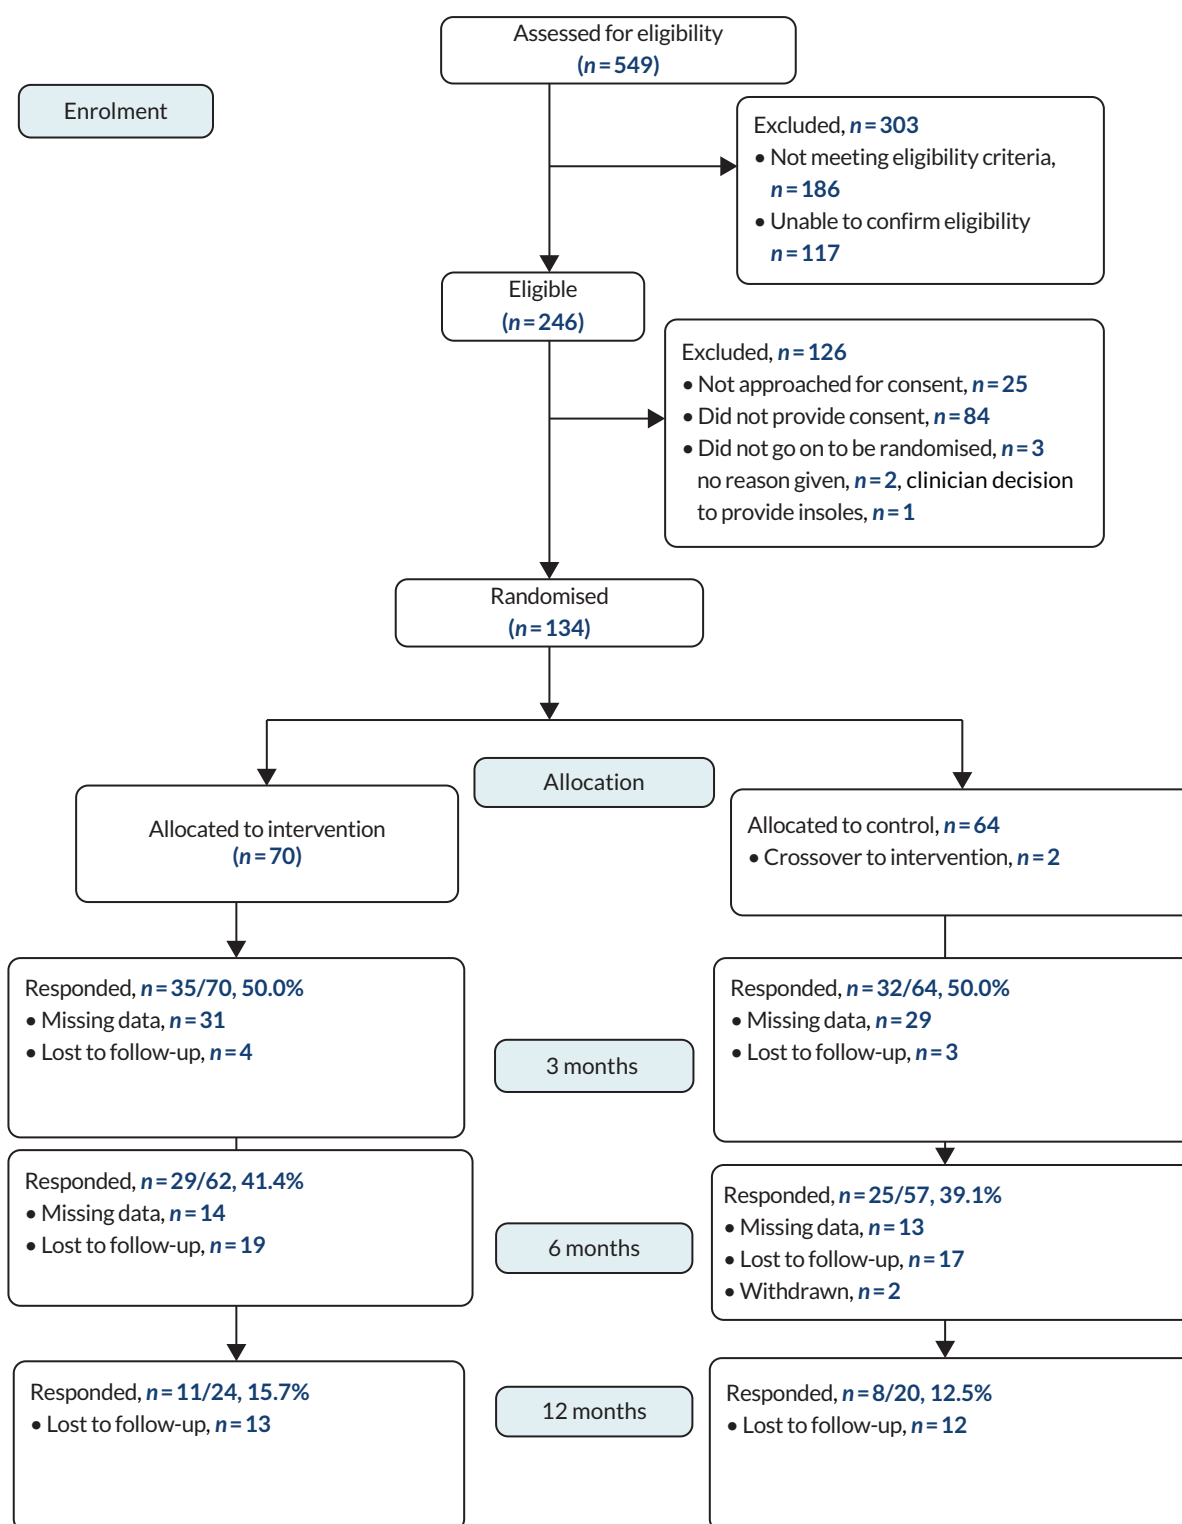 Assessed for eligibility
(n = 549)
Enrolment
Excluded, n = 303
• Not meeting eligibility criteria,
n = 186
• Unable to confirm eligibility
n = 117
Eligible
(n = 246)
Excluded, n = 126
• Not approached for consent, n = 25
• Did not provide consent, n = 84
• Did not go on to be randomised, n = 3
no reason given, n = 2, clinician decision
to provide insoles, n = 1
Randomised
(n = 134)
Allocation
Allocated to intervention
(n = 70)
Allocated to control, n = 64
• Crossover to intervention, n = 2
Responded, n = 35/70, 50.0%
• Missing data, n = 31
• Lost to follow-up, n = 4
3 months
Responded, n = 32/64, 50.0%
• Missing data, n = 29
• Lost to follow-up, n = 3
Responded, n = 29/62, 41.4%
• Missing data, n = 14
• Lost to follow-up, n = 19
6 months
Responded, n = 25/57, 39.1%
• Missing data, n = 13
• Lost to follow-up, n = 17
• Withdrawn, n = 2
Responded, n = 11/24, 15.7%
• Lost to follow-up, n = 13
12 months
Responded, n = 8/20, 12.5%
• Lost to follow-up, n = 12